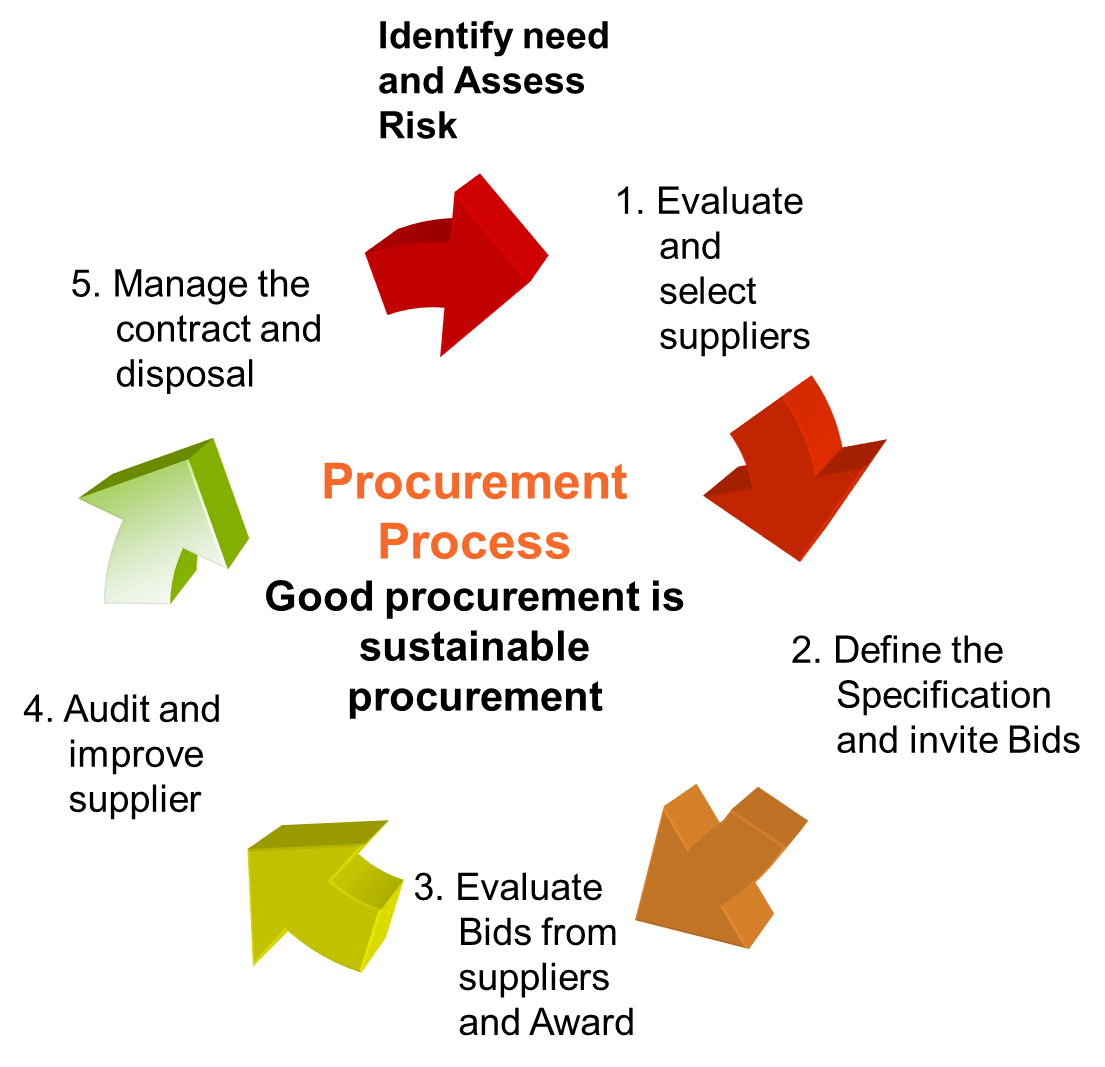 Identify need
and Assess
Risk
1. Evaluate
and
select
suppliers
2. Define the
Specification
and invite Bids
3. Evaluate
Bids from
suppliers
and Award
4. Audit and
improve
supplier
5. Manage the
contract and
disposal
Procurement
Process
Good procurement is
sustainable
procurement